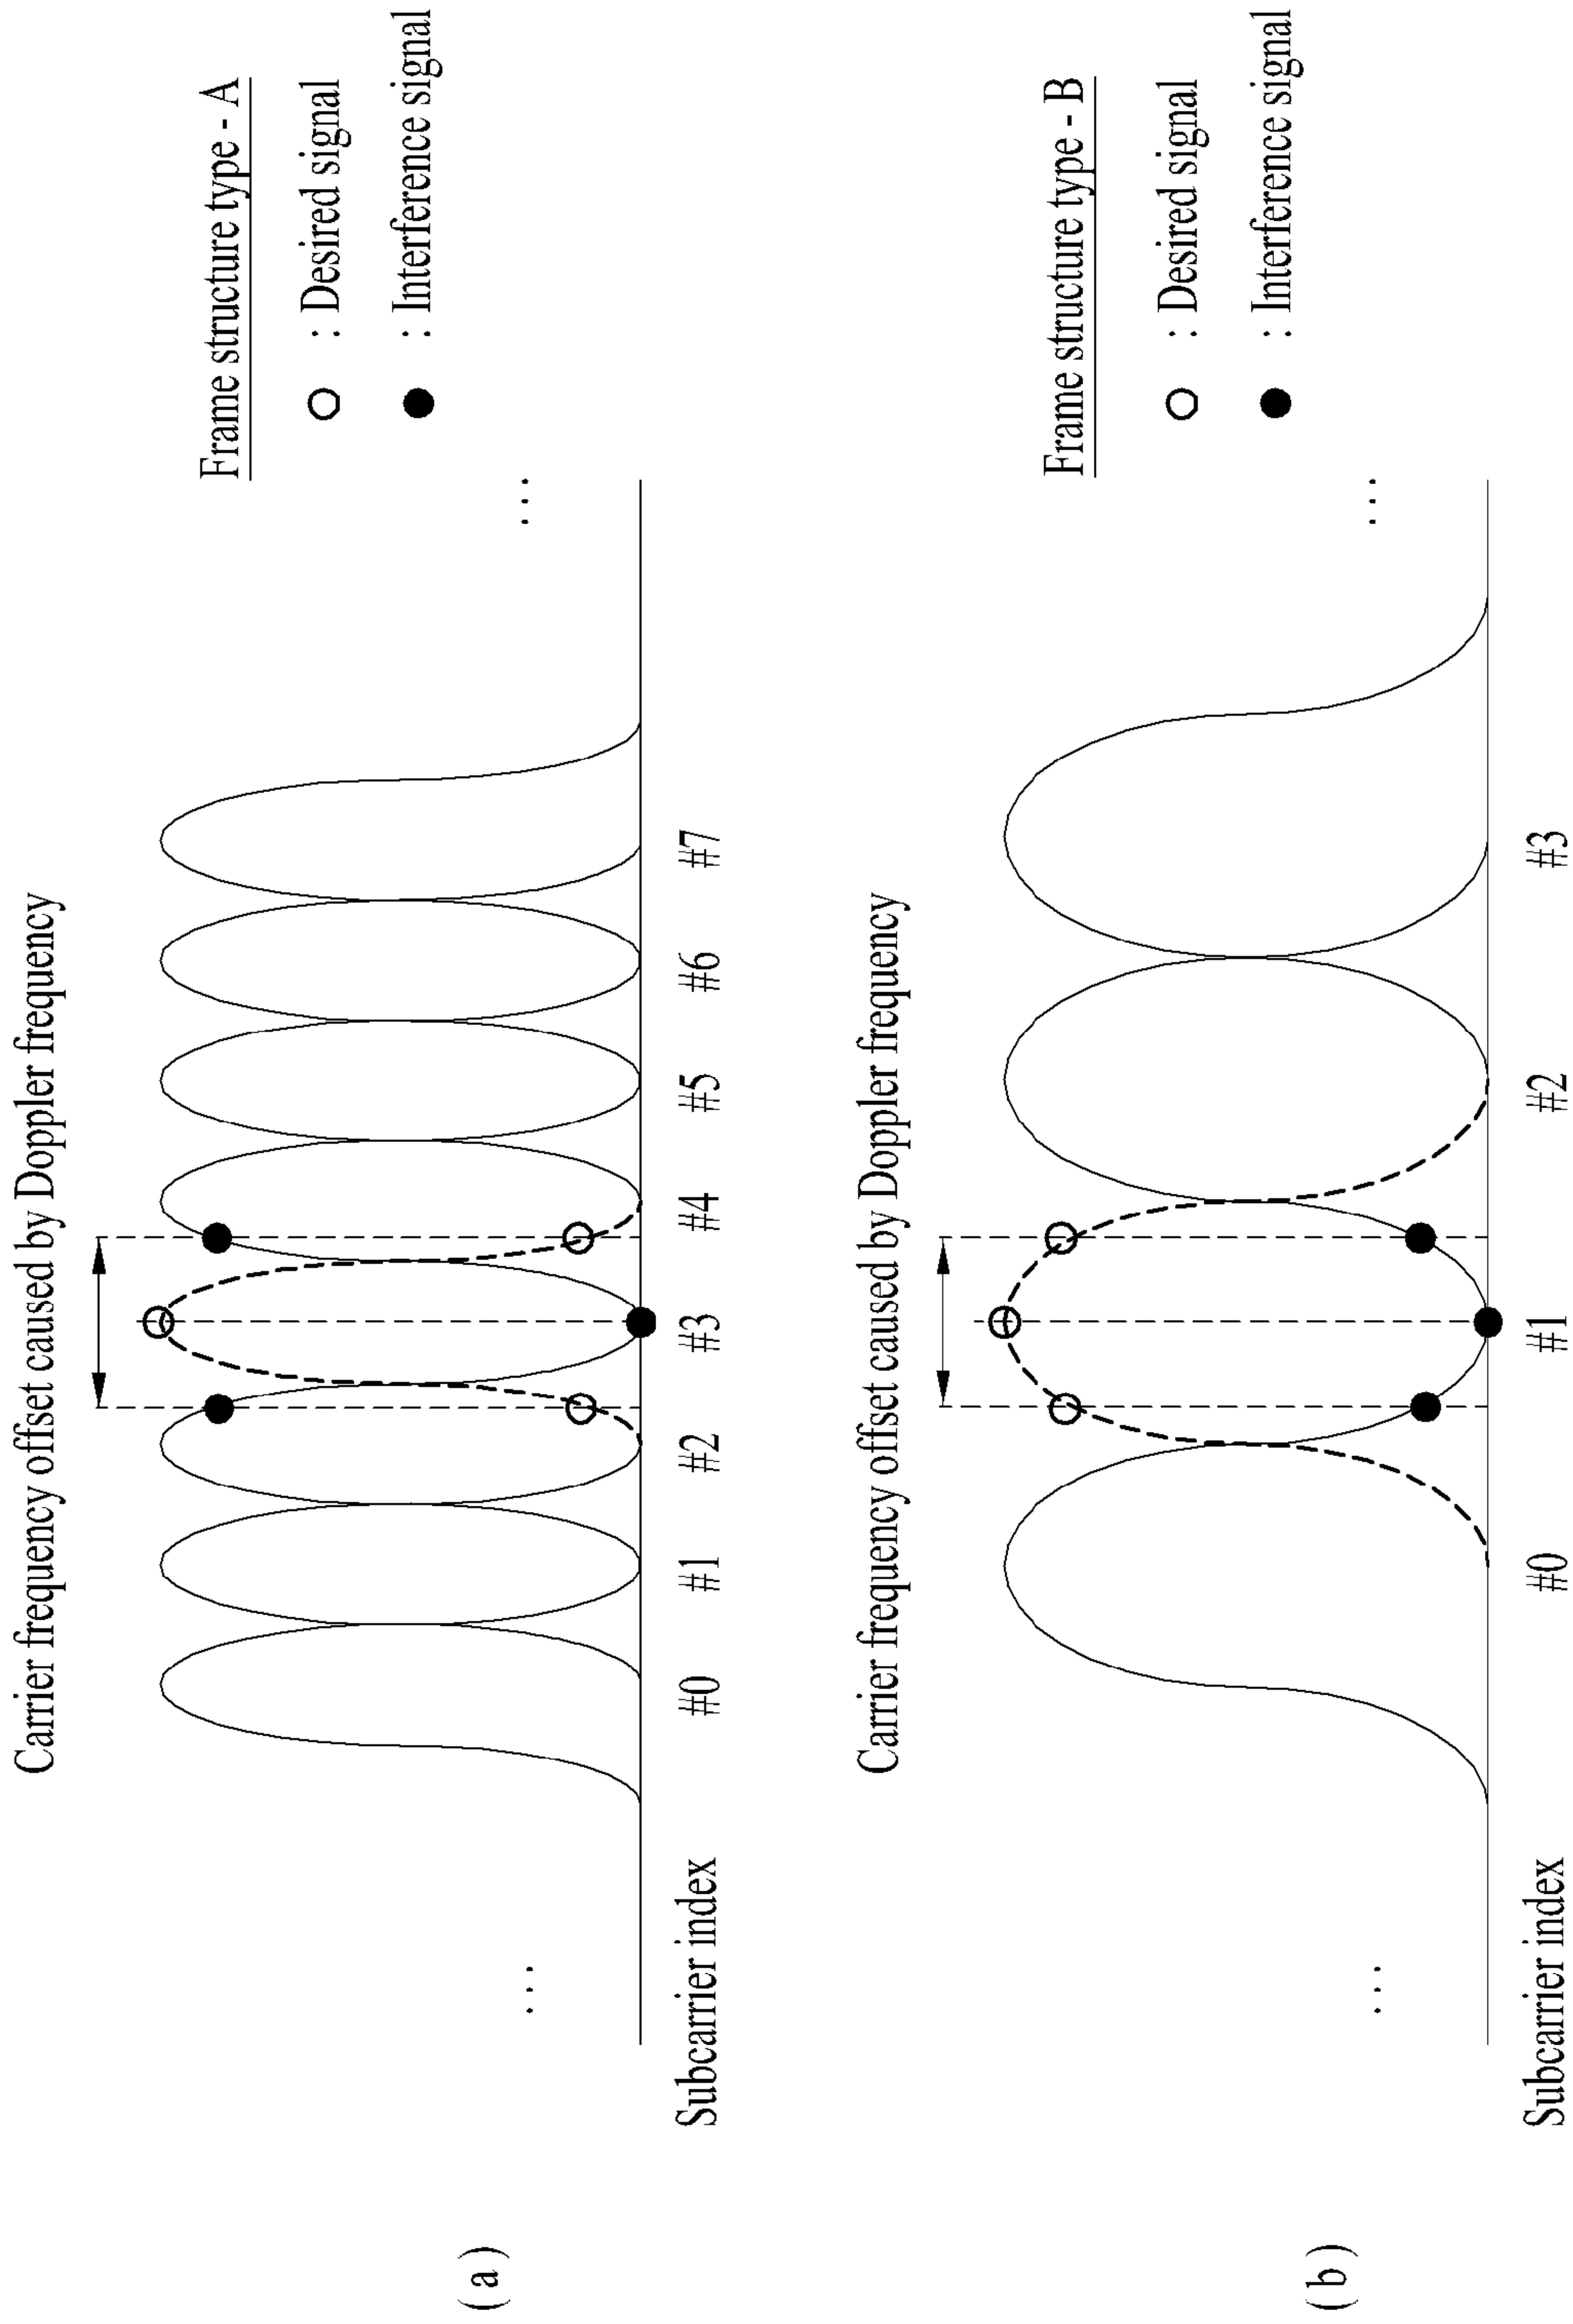 Carrier frequency offset caused by Doppler frequency
Frame structure type - A
: Desired signal
: Interference signal
... ...
Subcarrier index #0 #1 #2 #3 #4 #5 #6 #7
( a )
Carrier frequency offset caused by Doppler frequency
Frame structure type - B
: Desired signal
: Interference signal
... ...
Subcarrier index #0 #1 #2 #3
( b )